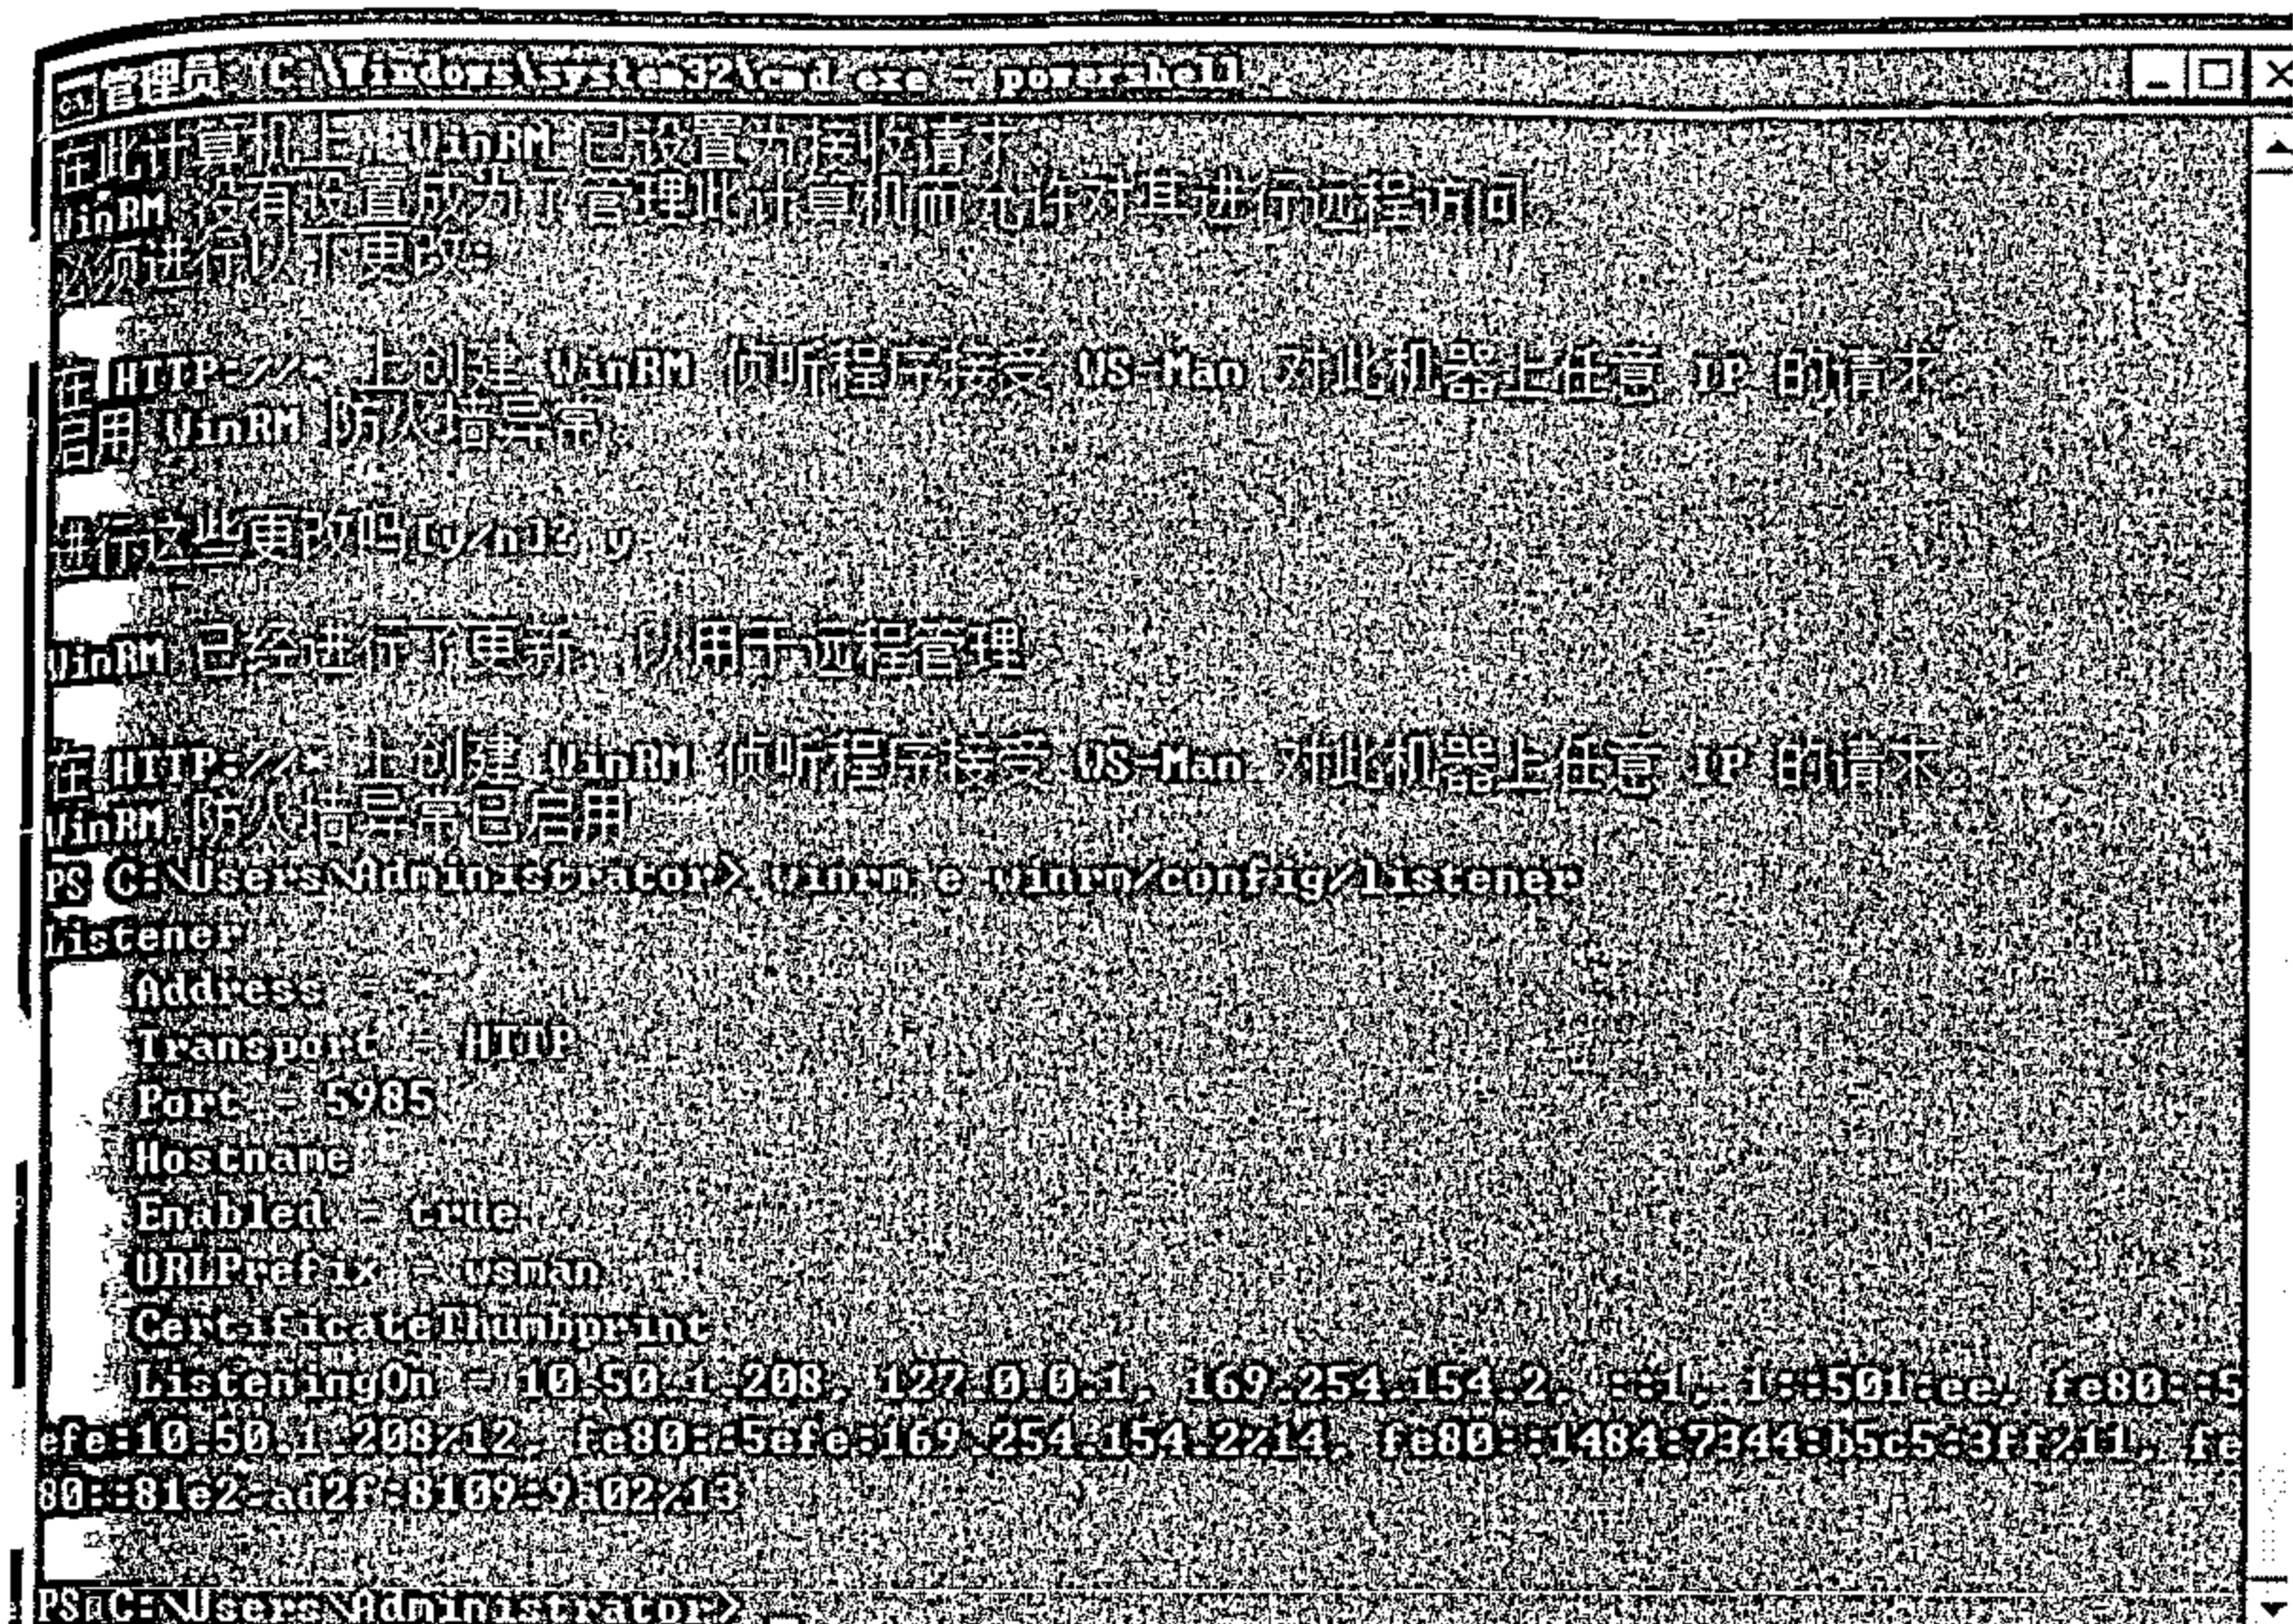 管理员: C:\Windows\system32\cmd.exe - powershell
在此计算机上，WinRM 已设置为接收请求。
WinRM 没有设置成为了管理此计算机而允许对其进行远程访问。
必须进行以下更改:
在 HTTP://* 上创建 WinRM 侦听程序接受 WS-Man 对此机器上任意 IP 的请求。
启用 WinRM 防火墙异常。
进行这些更改吗[y/n]? y
WinRM 已经进行了更新，以用于远程管理。
在 HTTP://* 上创建 WinRM 侦听程序接受 WS-Man 对此机器上任意 IP 的请求。
WinRM 防火墙异常已启用
PS C:\Users\Administrator> winrm e winrm/config/listener
Listener
Address = *
Transport = HTTP
Port = 5985
Hostname
Enabled = true
URLPrefix = wsman
CertificateThumbprint
ListeningOn = 10.50.1.208, 127.0.0.1, 169.254.154.2, ::1, 1::501:ee, fe80::5
efe:10.50.1.208%12, fe80::5efe:169.254.154.2%14, fe80::1484:7344:b5c5:3ff%11, fe
80::81e2:ad2f:8109:9a02%13
PS C:\Users\Administrator> _